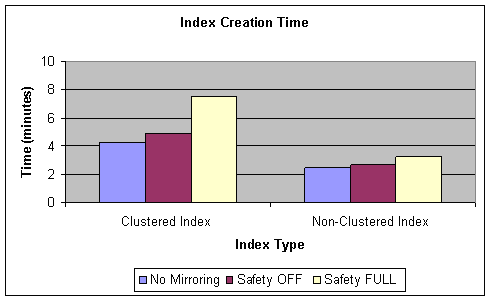 Index Creation Time
Time (minutes)
10
8
6
4
2
0
Clustered Index Non-Clustered Index
Index Type
No Mirroring Safety OFF Safety FULL